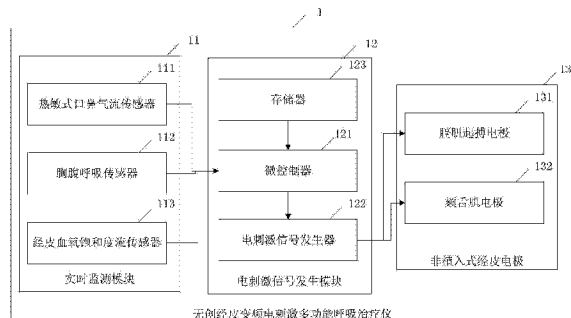 1
11
12
13
111
热敏式口鼻气流传感器
112
胸腹呼吸传感器
113
经皮血氧饱和度流传感器
实时监测模块
123
存储器
121
微控制器
122
电刺激信号发生器
电刺激信号发生模块
131
膀胱起搏电极
132
颏舌肌电极
非植入式经皮电极
无创经皮变频电刺激多功能呼吸治疗仪